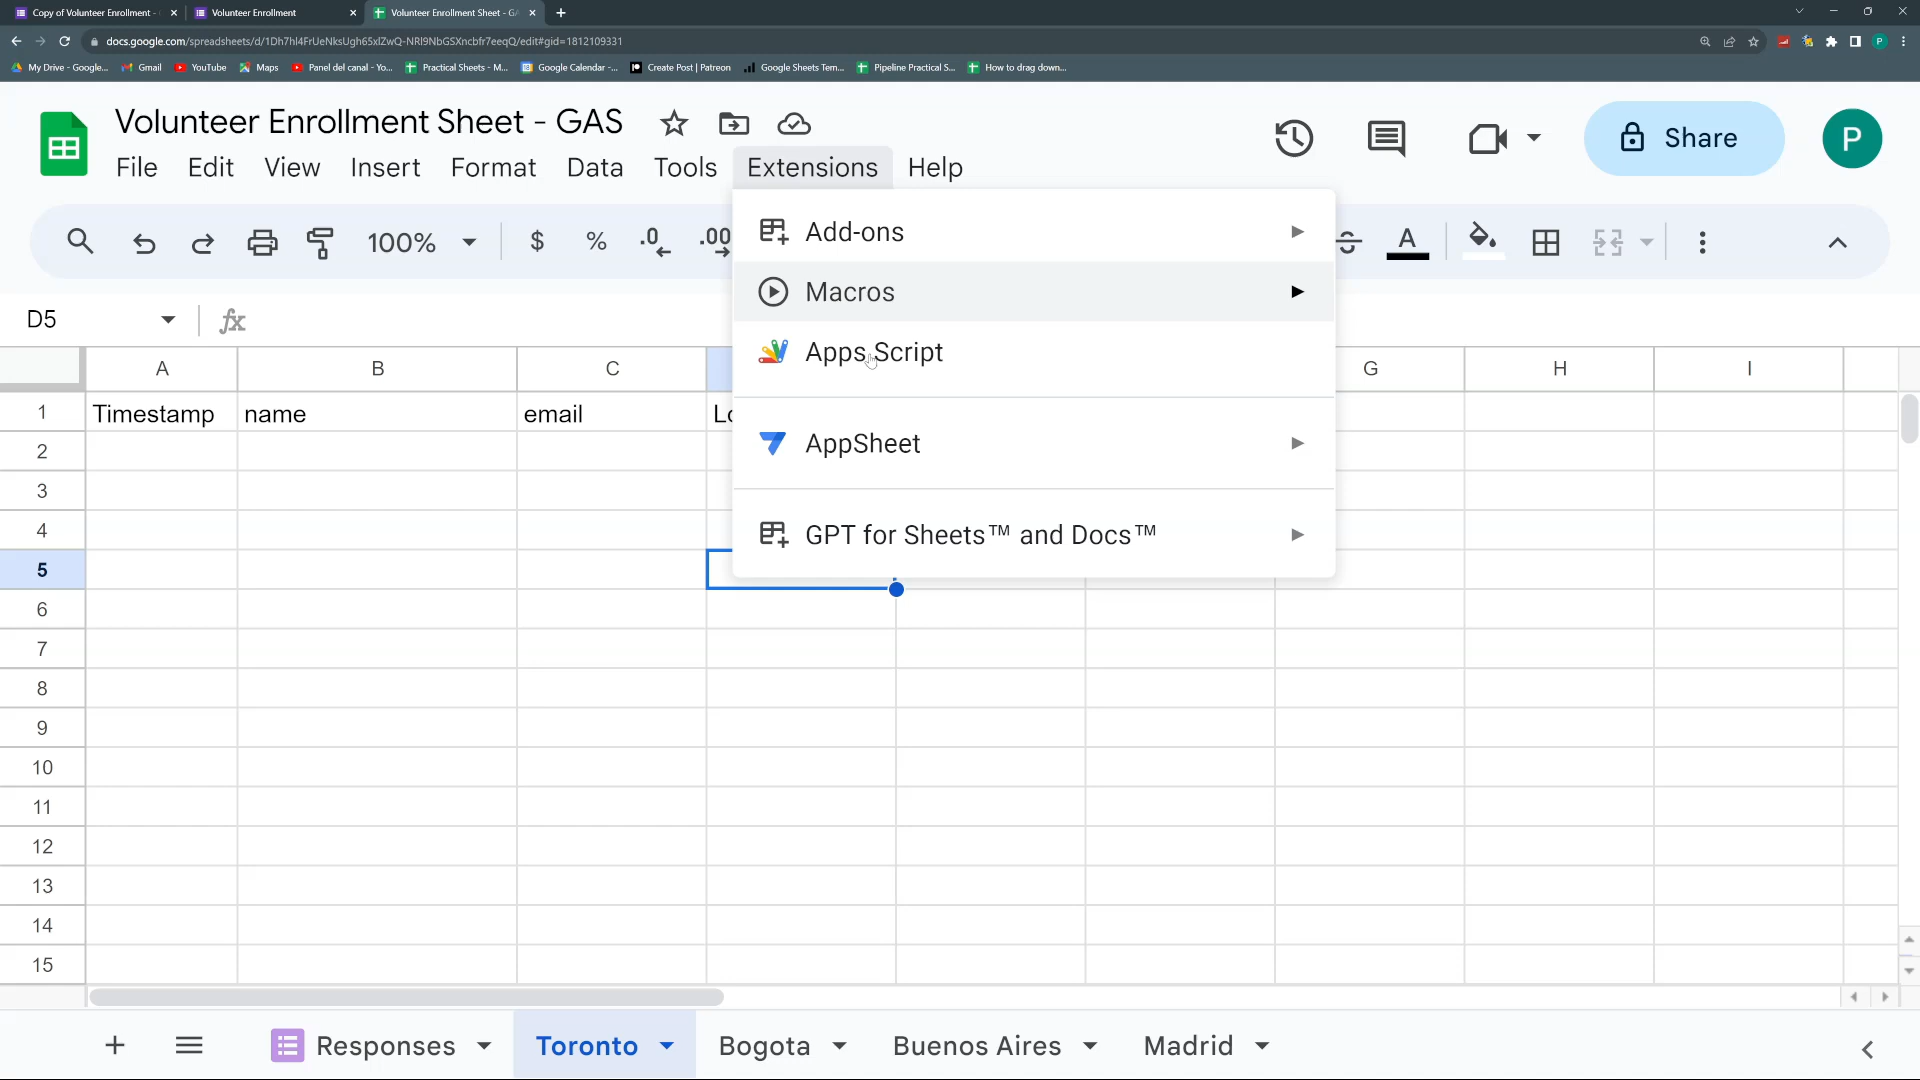 Copy of Volunteer Enrollment -
Volunteer Enrollment
Volunteer Enrollment Sheet - GA
docs.google.com/spreadsheets/d/1Dh7hl4FrUeNksUgh65xlZwQ-NRI9NbGSXncbfr7eeqQ/edit#gid=1812109331
P
My Drive - Google...
Gmail
YouTube
Maps
Panel del canal - Yo...
Practical Sheets - M...
Google Calendar -...
Create Post | Patreon
Google Sheets Tem...
Pipeline Practical S...
How to drag down...
Volunteer Enrollment Sheet - GAS
File Edit View Insert Format Data Tools Extensions Help
Share
P
100% $ % .0 .00
A
Add-ons
Macros
Apps Script
AppSheet
GPT for Sheets™ and Docs™
D5
fx
A B C G H I
1 Timestamp name email Lo
2
3
4
5
6
7
8
9
10
11
12
13
14
15
+ Responses Toronto Bogota Buenos Aires Madrid